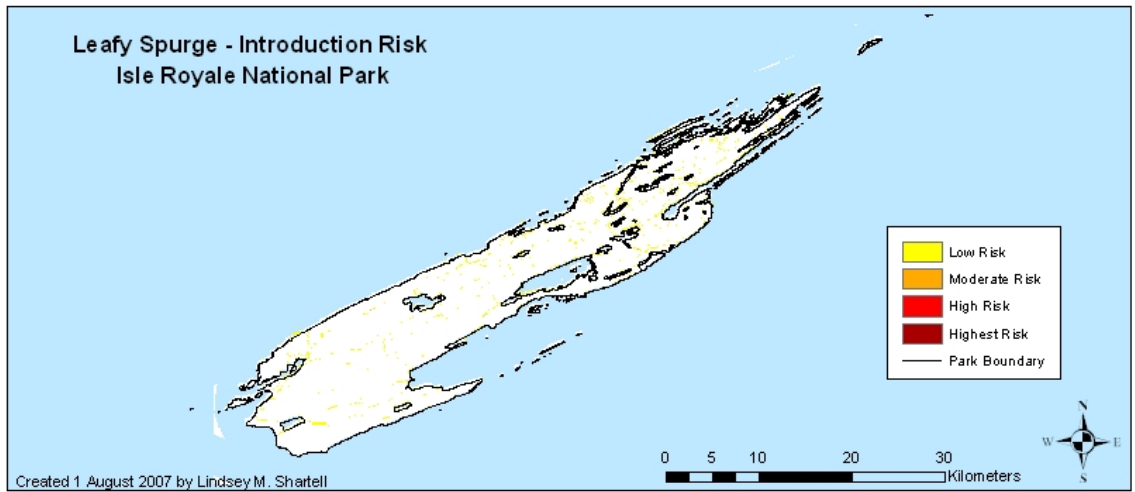 Leafy Spurge - Introduction Risk
Isle Royale National Park
Low Risk
Moderate Risk
High Risk
Highest Risk
Park Boundary
N
W E
S
0 5 10 20 30
Kilometers
Created 1 August 2007 by Lindsey M. Shartell